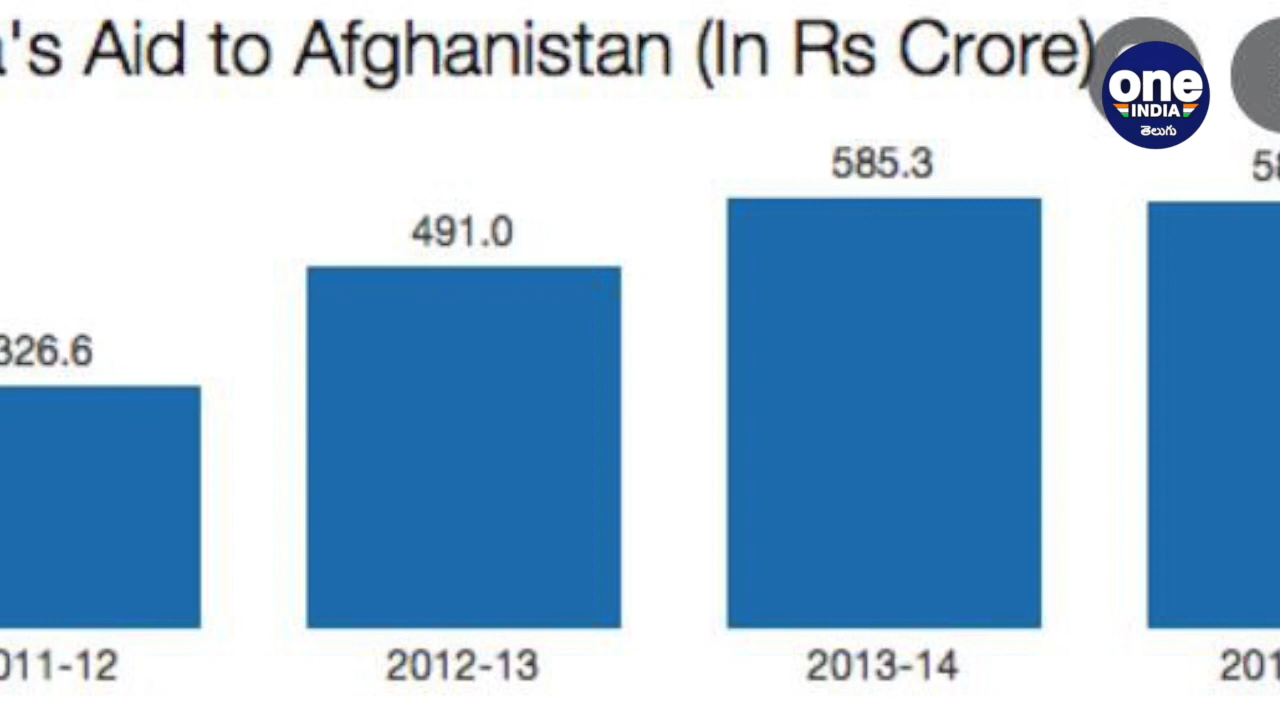 's Aid to Afghanistan (In Rs Crore)
one
INDIA
తెలుగు
585.3
491.0
326.6
2012-13
2013-14